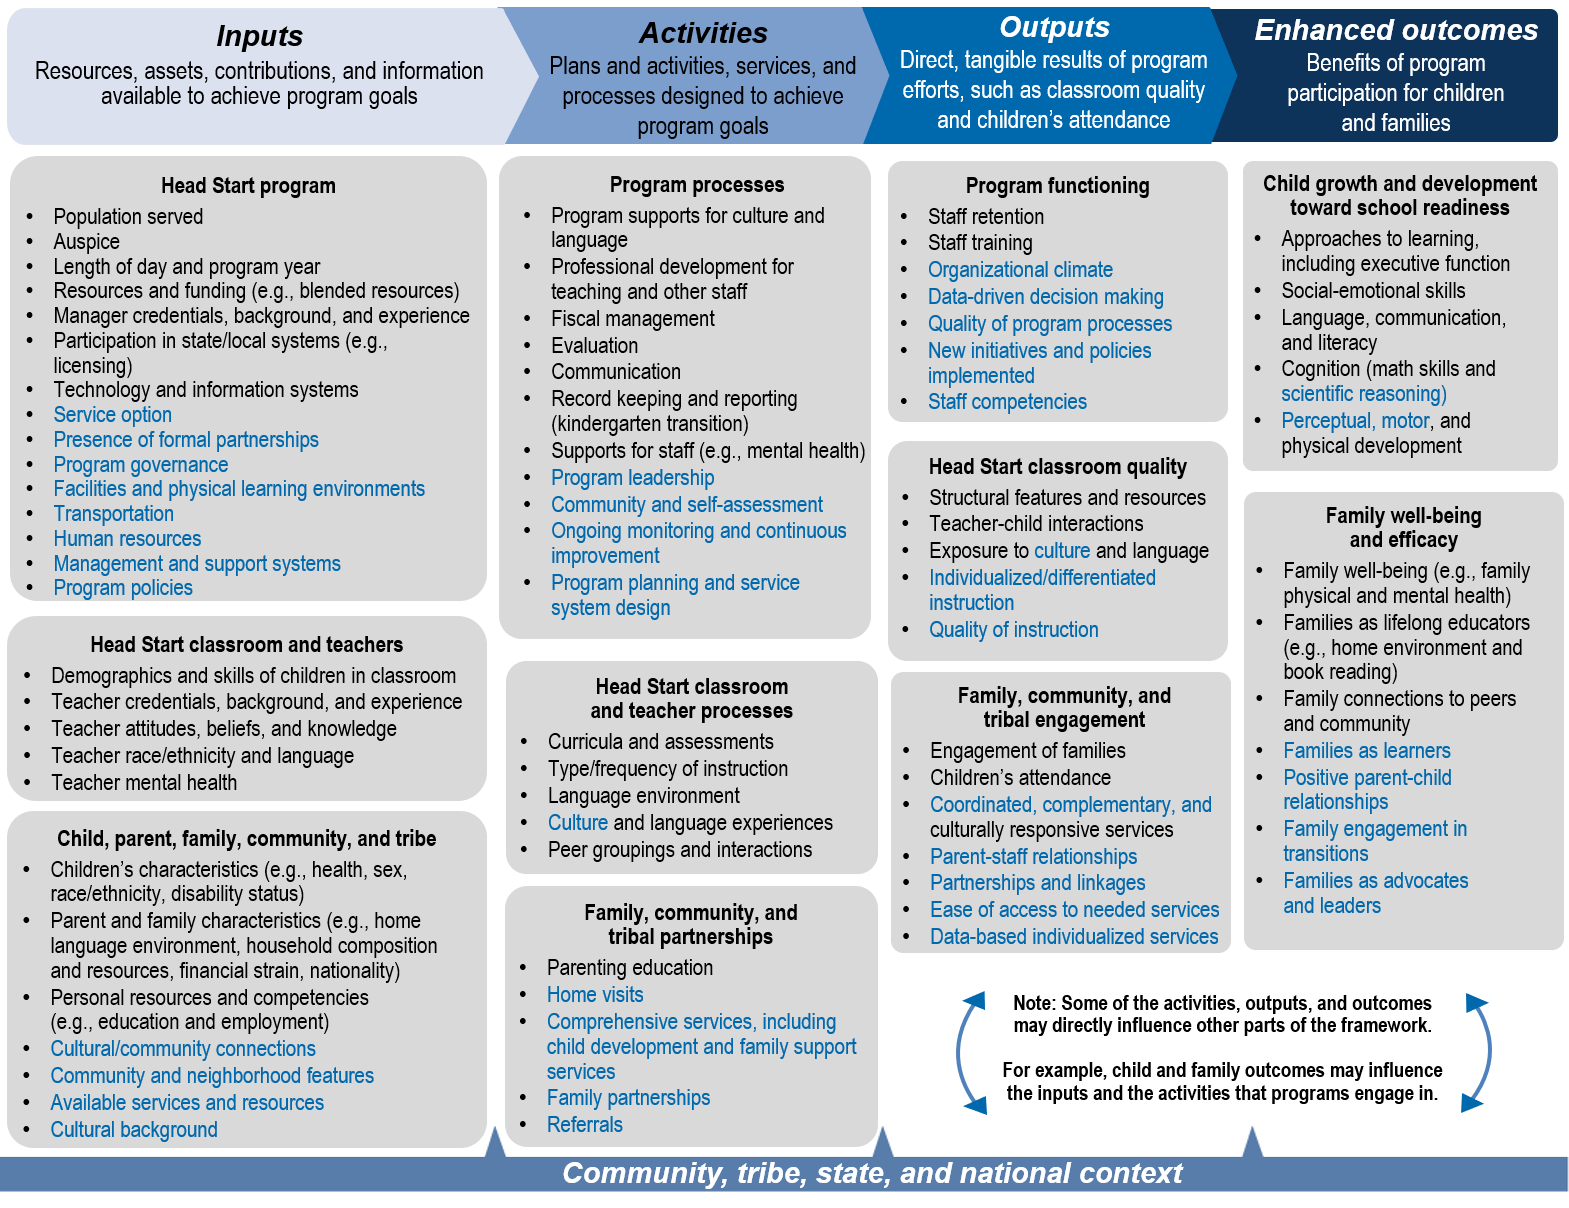 Inputs
Resources, assets, contributions, and information
available to achieve program goals
Activities
Plans and activities, services, and
processes designed to achieve
program goals
Outputs
Direct, tangible results of program
efforts, such as classroom quality
and children’s attendance
Enhanced outcomes
Benefits of program
participation for children
and families
Head Start program
• Population served
• Auspice
• Length of day and program year
• Resources and funding (e.g., blended resources)
• Manager credentials, background, and experience
• Participation in state/local systems (e.g.,
licensing)
• Technology and information systems
• Service option
• Presence of formal partnerships
• Program governance
• Facilities and physical learning environments
• Transportation
• Human resources
• Management and support systems
• Program policies
Head Start classroom and teachers
• Demographics and skills of children in classroom
• Teacher credentials, background, and experience
• Teacher attitudes, beliefs, and knowledge
• Teacher race/ethnicity and language
• Teacher mental health
Child, parent, family, community, and tribe
• Children’s characteristics (e.g., health, sex,
race/ethnicity, disability status)
• Parent and family characteristics (e.g., home
language environment, household composition
and resources, financial strain, nationality)
• Personal resources and competencies
(e.g., education and employment)
• Cultural/community connections
• Community and neighborhood features
• Available services and resources
• Cultural background
Program processes
• Program supports for culture and
language
• Professional development for
teaching and other staff
• Fiscal management
• Evaluation
• Communication
• Record keeping and reporting
(kindergarten transition)
• Supports for staff (e.g., mental health)
• Program leadership
• Community and self-assessment
• Ongoing monitoring and continuous
improvement
• Program planning and service
system design
Head Start classroom
and teacher processes
• Curricula and assessments
• Type/frequency of instruction
• Language environment
• Culture and language experiences
• Peer groupings and interactions
Family, community, and
tribal partnerships
• Parenting education
• Home visits
• Comprehensive services, including
child development and family support
services
• Family partnerships
• Referrals
Program functioning
• Staff retention
• Staff training
• Organizational climate
• Data-driven decision making
• Quality of program processes
• New initiatives and policies
implemented
• Staff competencies
Head Start classroom quality
• Structural features and resources
• Teacher-child interactions
• Exposure to culture and language
• Individualized/differentiated
instruction
• Quality of instruction
Family, community, and
tribal engagement
• Engagement of families
• Children’s attendance
• Coordinated, complementary, and
culturally responsive services
• Parent-staff relationships
• Partnerships and linkages
• Ease of access to needed services
• Data-based individualized services
Child growth and development
toward school readiness
• Approaches to learning,
including executive function
• Social-emotional skills
• Language, communication,
and literacy
• Cognition (math skills and
scientific reasoning)
• Perceptual, motor, and
physical development
Family well-being
and efficacy
• Family well-being (e.g., family
physical and mental health)
• Families as lifelong educators
(e.g., home environment and
book reading)
• Family connections to peers
and community
• Families as learners
• Positive parent-child
relationships
• Family engagement in
transitions
• Families as advocates
and leaders
Note: Some of the activities, outputs, and outcomes
may directly influence other parts of the framework.
For example, child and family outcomes may influence
the inputs and the activities that programs engage in.
Community, tribe, state, and national context